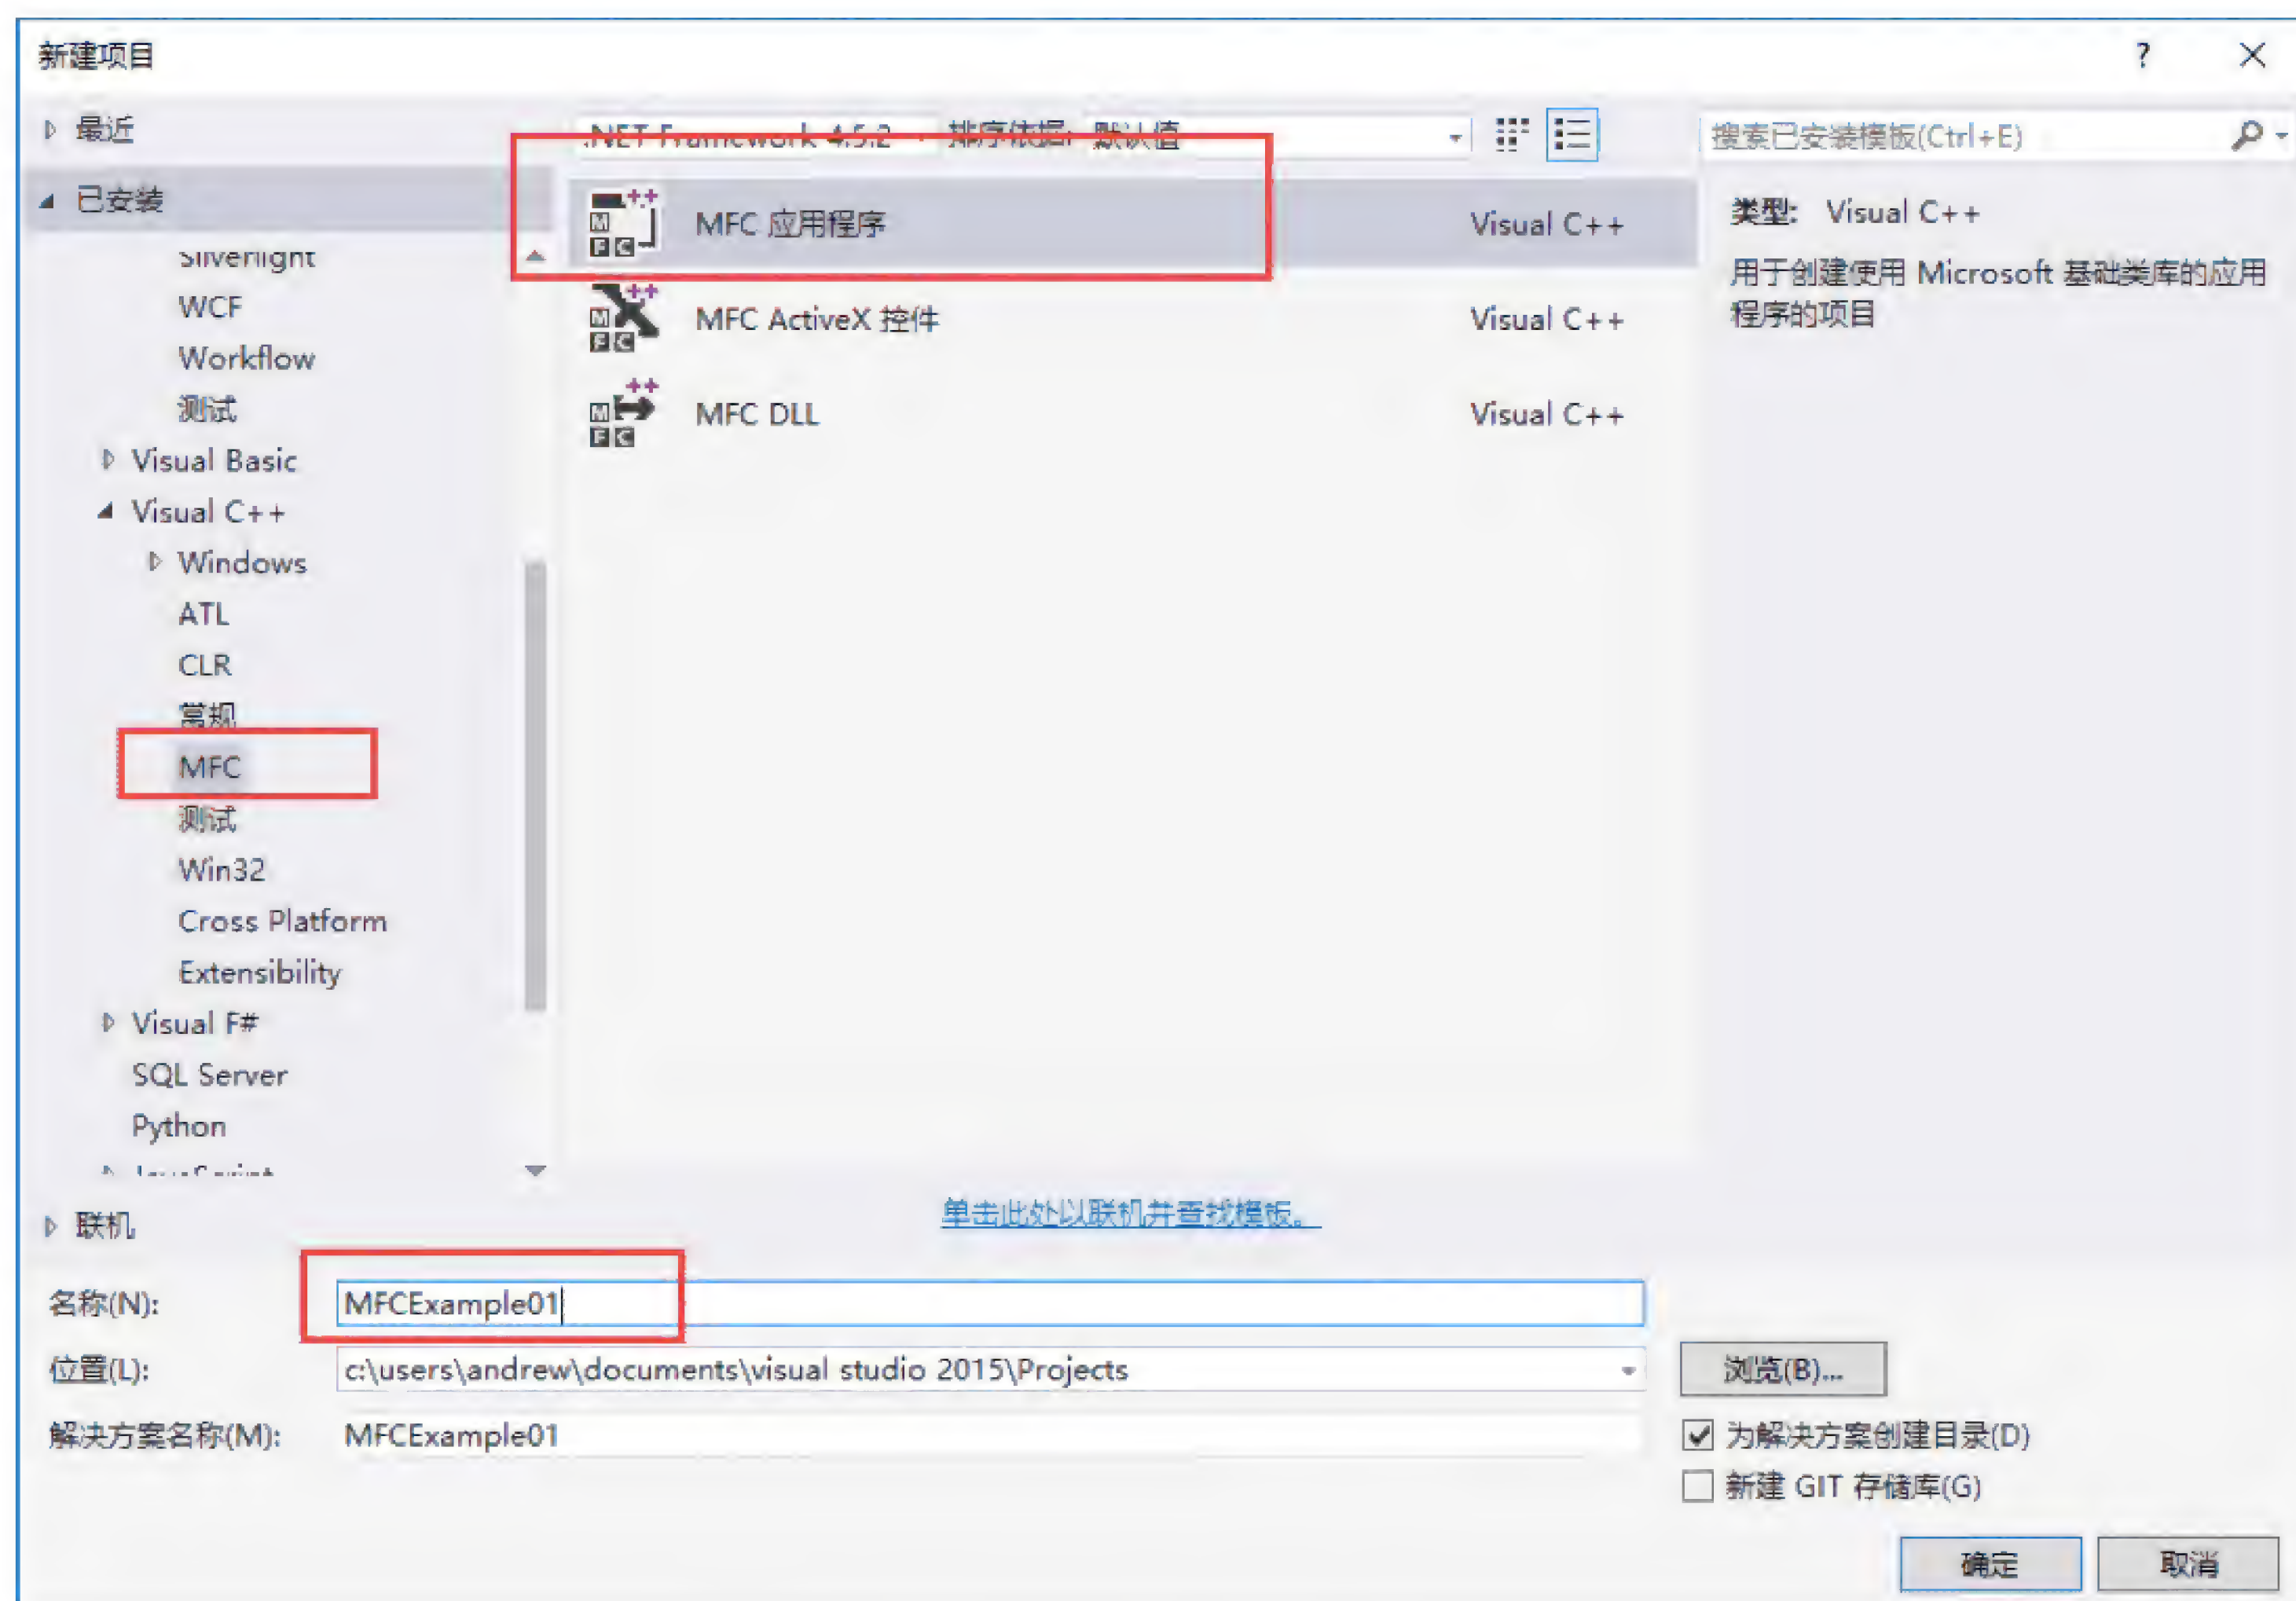 新建项目
最近
.NET Framework 4.5.2 排序依据: 默认值
搜索已安装模板(Ctrl+E)
已安装
Silverlight
WCF
Workflow
测试
Visual Basic
Visual C++
Windows
ATL
CLR
常规
MFC
测试
Win32
Cross Platform
Extensibility
Visual F#
SQL Server
Python
JavaScript
联机
MFC 应用程序 Visual C++
MFC ActiveX 控件 Visual C++
MFC DLL Visual C++
类型: Visual C++
用于创建使用 Microsoft 基础类库的应用
程序的项目
单击此处以联机并查找模板。
名称(N): MFCExample01
位置(L): c:\users\andrew\documents\visual studio 2015\Projects
浏览(B)...
解决方案名称(M): MFCExample01
为解决方案创建目录(D)
新建 GIT 存储库(G)
确定 取消